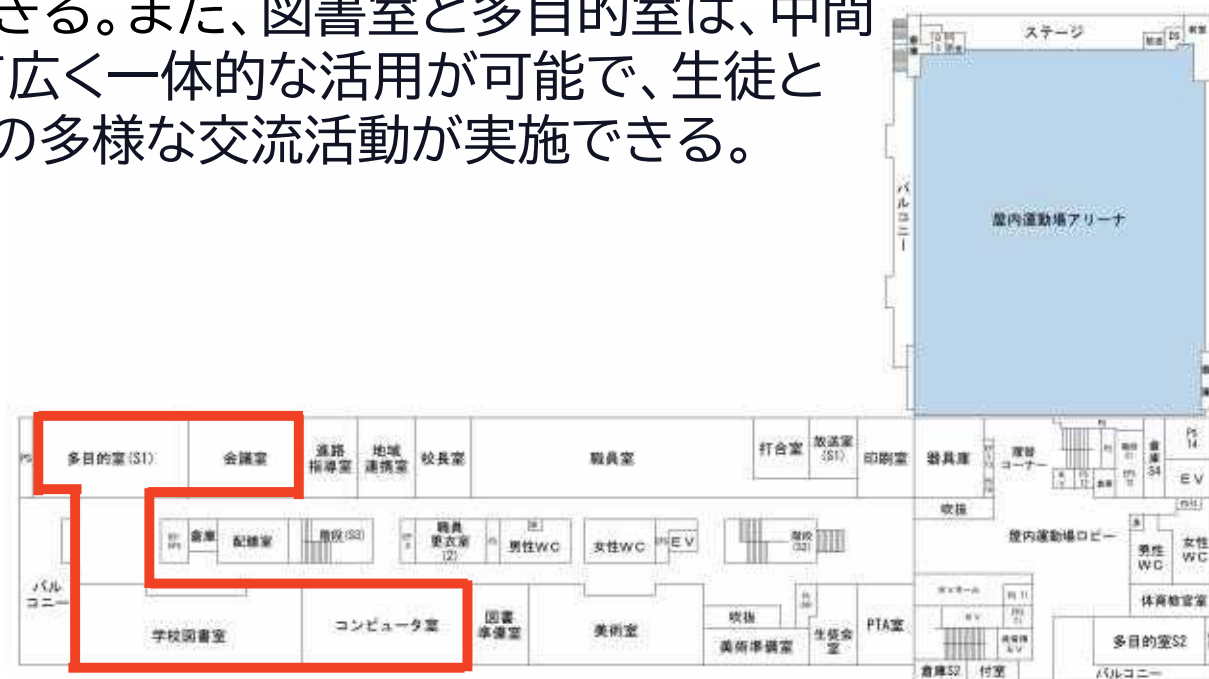 きる。また、図書室と多目的室は、中間
広く一体的な活用が可能で、生徒と
の多様な交流活動が実施できる。
ステージ
バルコニー
屋内運動場アリーナ
PS
多目的室(S1)
会議室
進路
指導室
地域
連携室
校長室
職員室
打合室
放送室
(S1)
印刷室
器具庫
履替
コーナー
倉庫S4
PS
14
EV
吹抜
倉庫
配膳室
階段(S3)
職員
更衣室
(2)
男性WC
女性WC
EV
階段
(S2)
屋内運動場ロビー
男性
WC
女性
WC
体育教官室
バル
コニー
学校図書室
コンピュータ室
図書
準備室
美術室
吹抜
美術準備室
生徒会
室
PTA室
多目的室S2
倉庫S2
付室
バルコニー